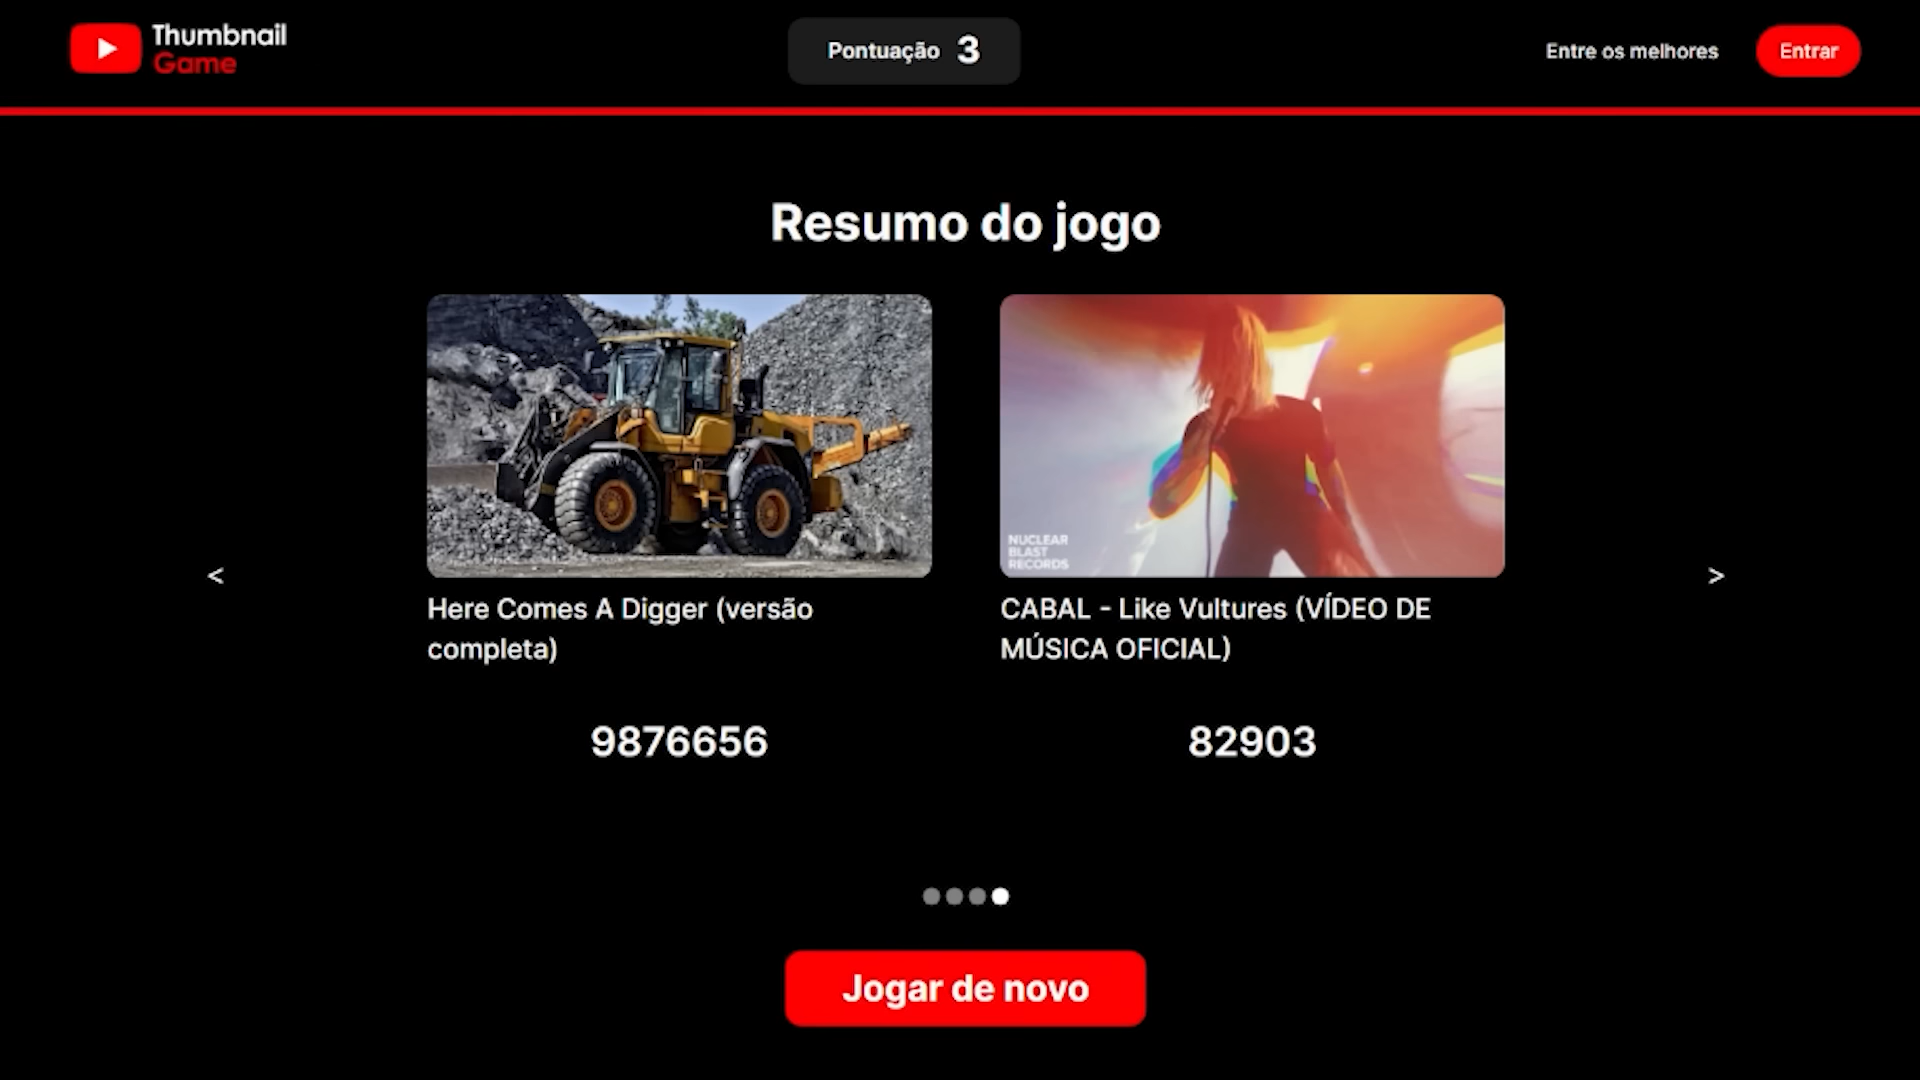 Thumbnail
Game
Pontuação 3
Entre os melhores
Entrar
Resumo do jogo
NUCLEAR
BLAST
RECORDS
Here Comes A Digger (versão
completa)
CABAL - Like Vultures (VÍDEO DE
MÚSICA OFICIAL)
<
>
9876656
82903
Jogar de novo